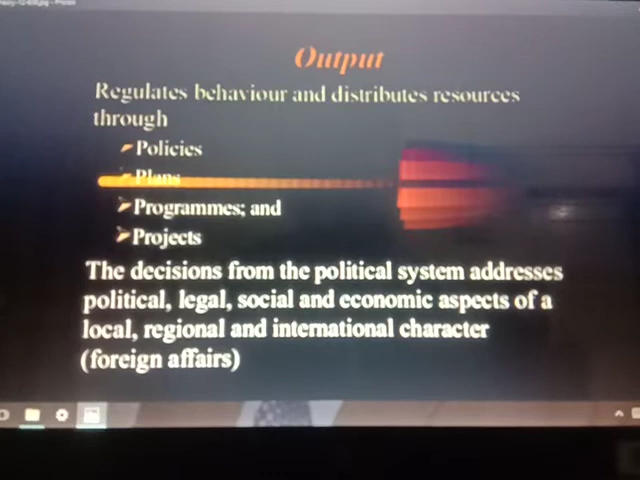 Output
Regulates behaviour and distributes resources
through
Policies
Plans
Programmes; and
Projects
The decisions from the political system addresses
political, legal, social and economic aspects of a
local, regional and international character
(foreign affairs)